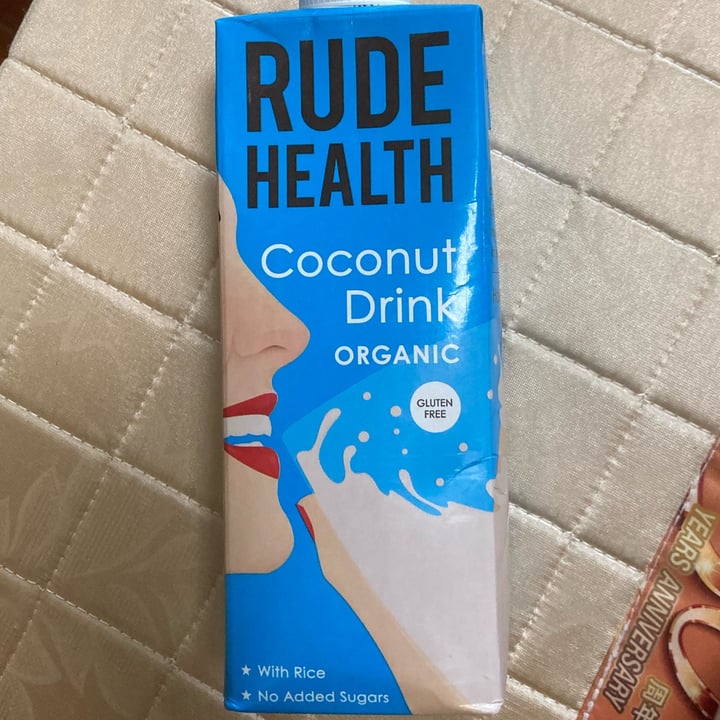 RUDE
HEALTH
Coconut
Drink
ORGANIC
GLUTEN
FREE
★ With Rice
★ No Added Sugars
YEARS ANNIVERSARY